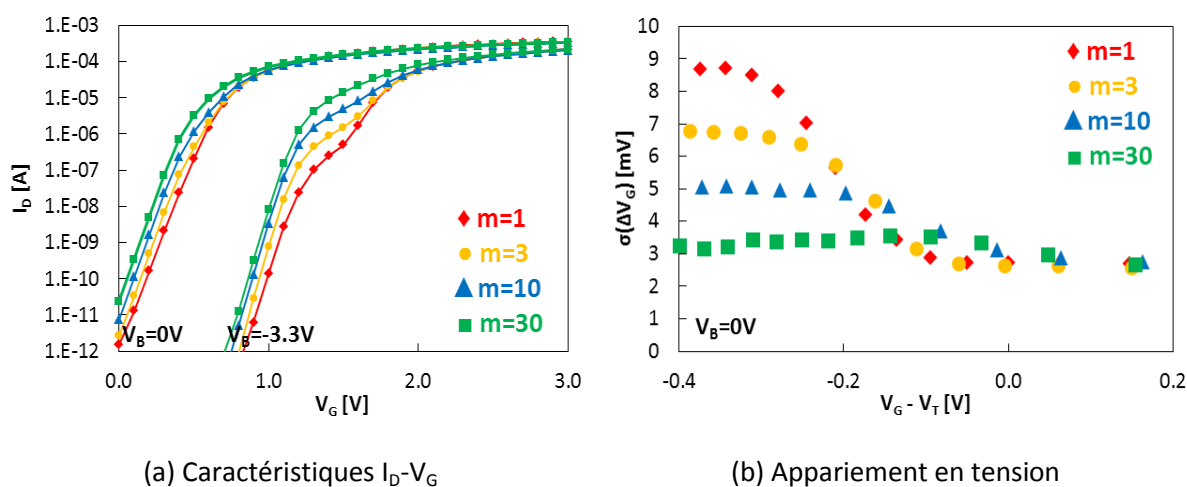 1.E-03
1.E-04
1.E-05
1.E-06
1.E-07
1.E-08
1.E-09
1.E-10
1.E-11
1.E-12
I_D [A]
m=1
m=3
m=10
m=30
V_B=0V
V_B=-3.3V
0.0 1.0 2.0 3.0
V_G [V]
(a) Caractéristiques I_D-V_G
10
9
8
7
6
5
4
3
2
1
0
σ(ΔV_G) [mV]
m=1
m=3
m=10
m=30
V_B=0V
-0.4 -0.2 0.0 0.2
V_G - V_T [V]
(b) Appariement en tension